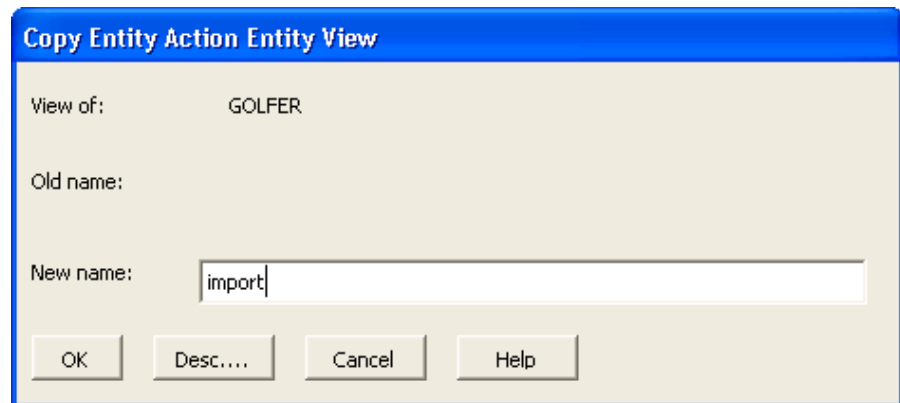 Copy Entity Action Entity View
View of: GOLFER
Old name:
New name: import
OK Desc.... Cancel Help